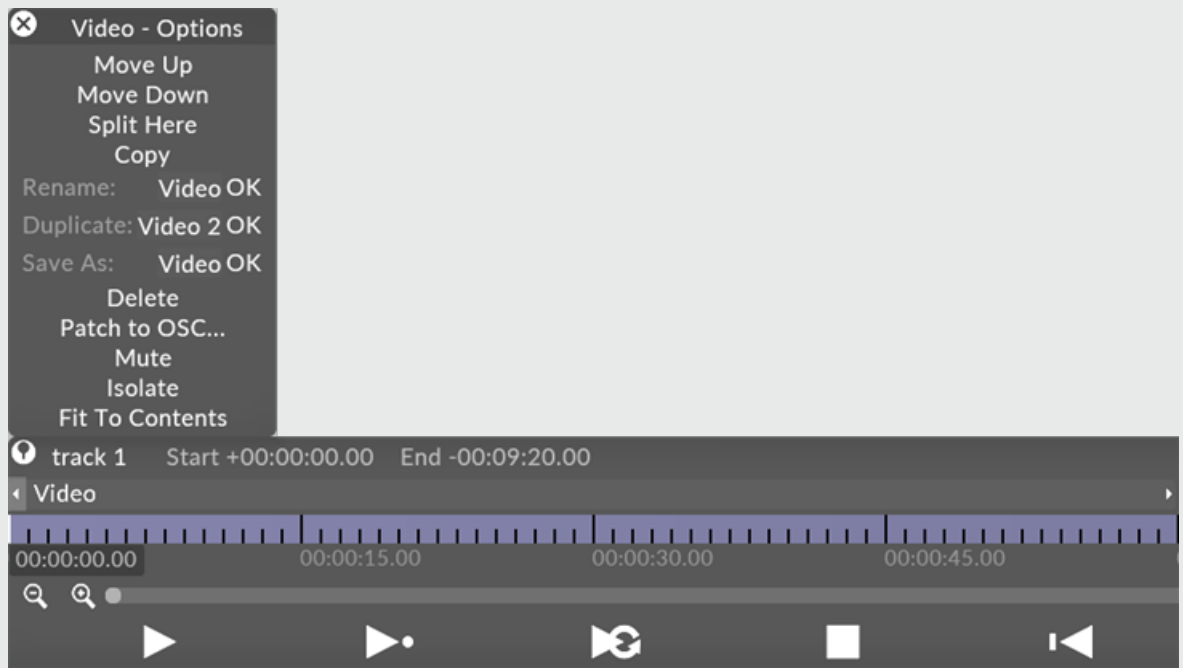 Video - Options
Move Up
Move Down
Split Here
Copy
Rename: Video OK
Duplicate: Video 2 OK
Save As: Video OK
Delete
Patch to OSC...
Mute
Isolate
Fit To Contents
track 1 Start +00:00:00.00 End -00:09:20.00
Video
00:00:00.00 00:00:15.00 00:00:30.00 00:00:45.00